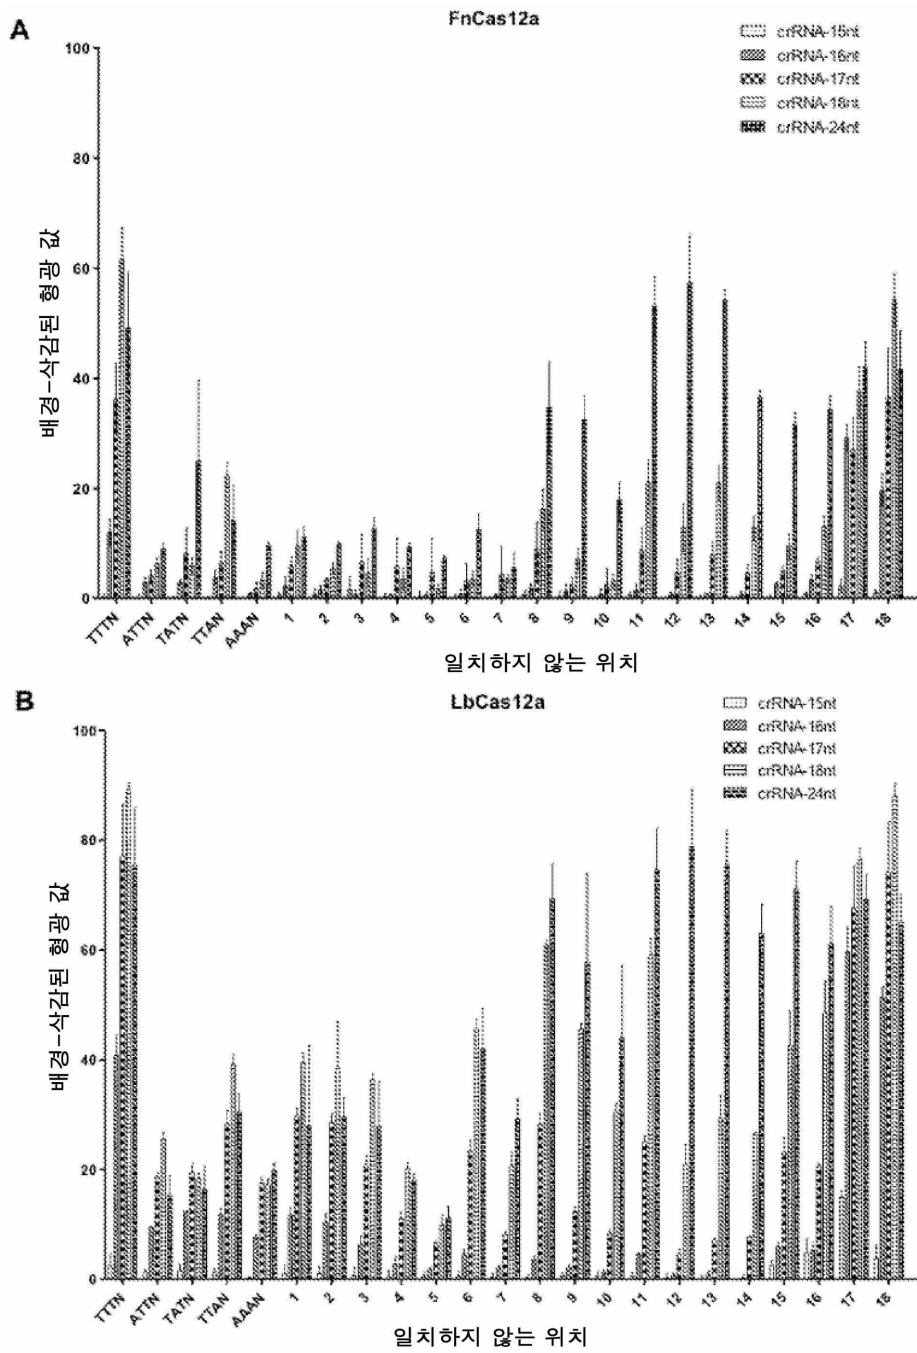 A
FnCas12a
crRNA-15nt
crRNA-16nt
crRNA-17nt
crRNA-18nt
crRNA-24nt
100
80
60
40
20
0
배경-삭감된 형광 값
TTTN ATTN TATN TTAN AAAN 1 2 3 4 5 6 7 8 9 10 11 12 13 14 15 16 17 18
일치하지 않는 위치
B
LbCas12a
crRNA-15nt
crRNA-16nt
crRNA-17nt
crRNA-18nt
crRNA-24nt
100
80
60
40
20
0
배경-삭감된 형광 값
TTTN ATTN TATN TTAN AAAN 1 2 3 4 5 6 7 8 9 10 11 12 13 14 15 16 17 18
일치하지 않는 위치